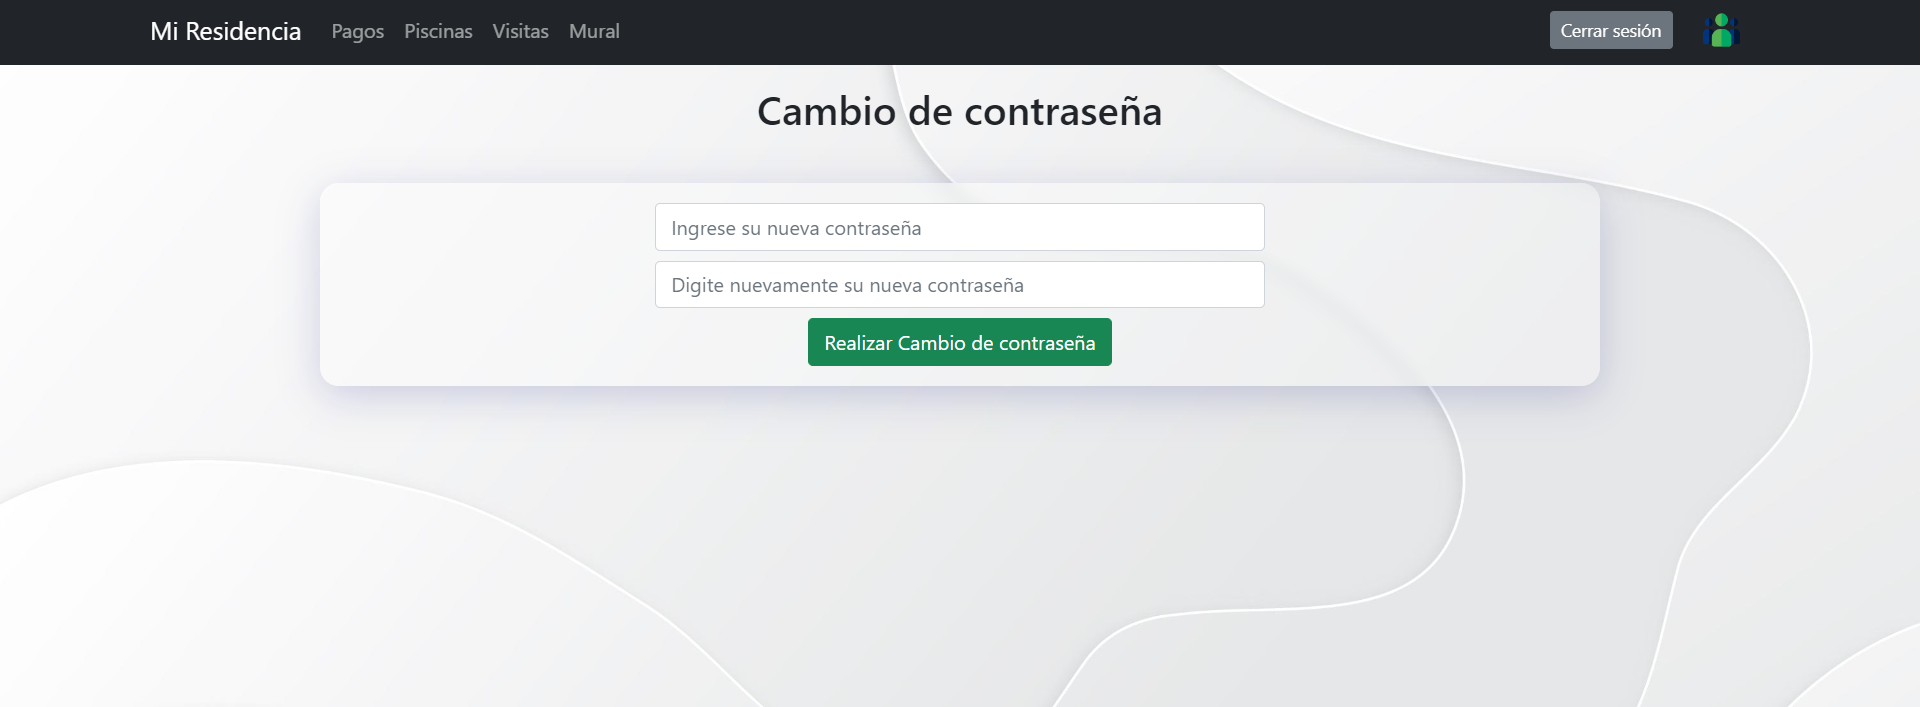 Mi Residencia Pagos Piscinas Visitas Mural Cerrar sesión
Cambio de contraseña
Ingrese su nueva contraseña
Digite nuevamente su nueva contraseña
Realizar Cambio de contraseña